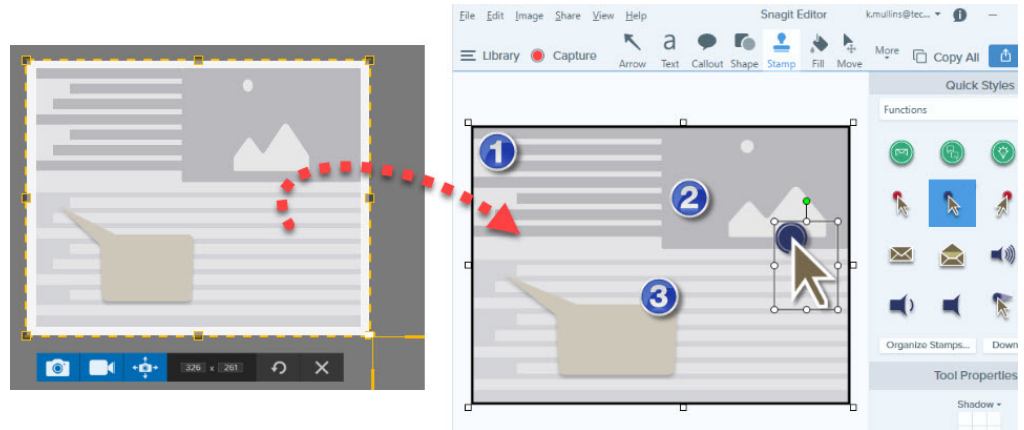 File Edit Image Share View Help
Snagit Editor
k.mullins@tec...
Library
Capture
Arrow
Text
Callout
Shape
Stamp
Fill
Move
More
Copy All
Quick Styles
Functions
1
2
3
326 x 261
Organize Stamps...
Down
Tool Properties
Shadow